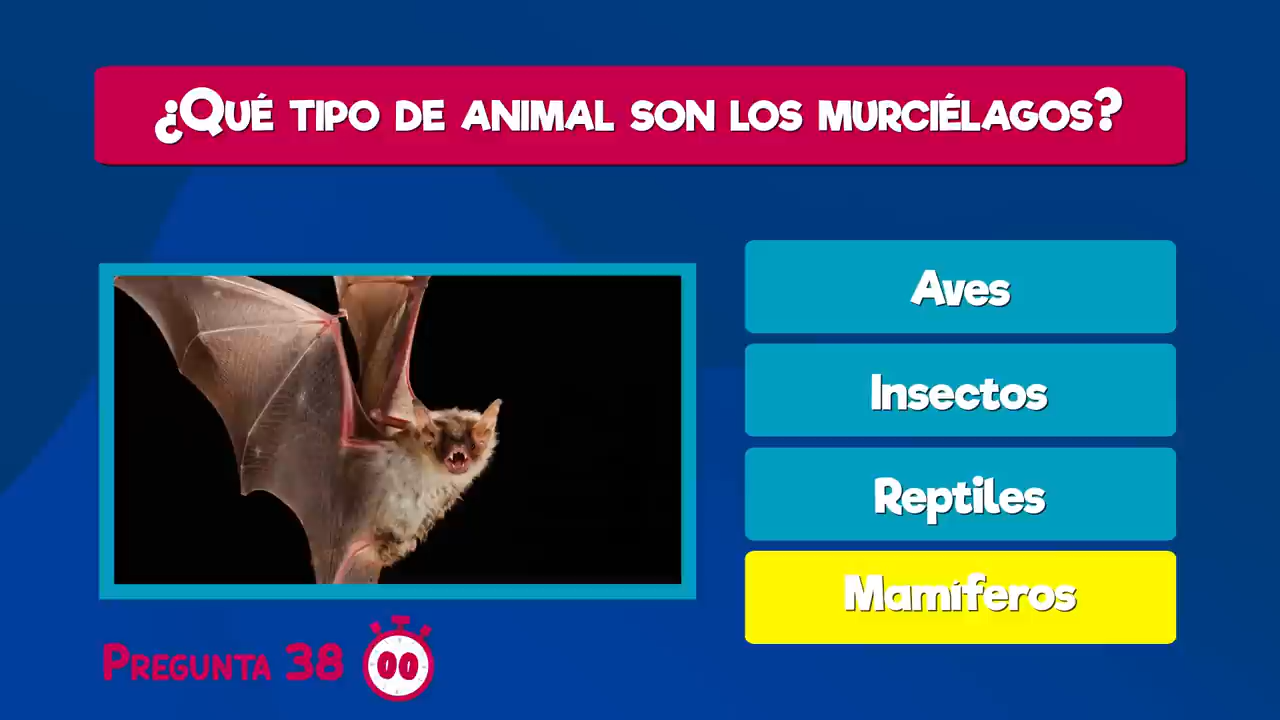 ¿Qué tipo de animal son los murciélagos?
Aves
Insectos
Reptiles
Mamíferos
Pregunta 38
00